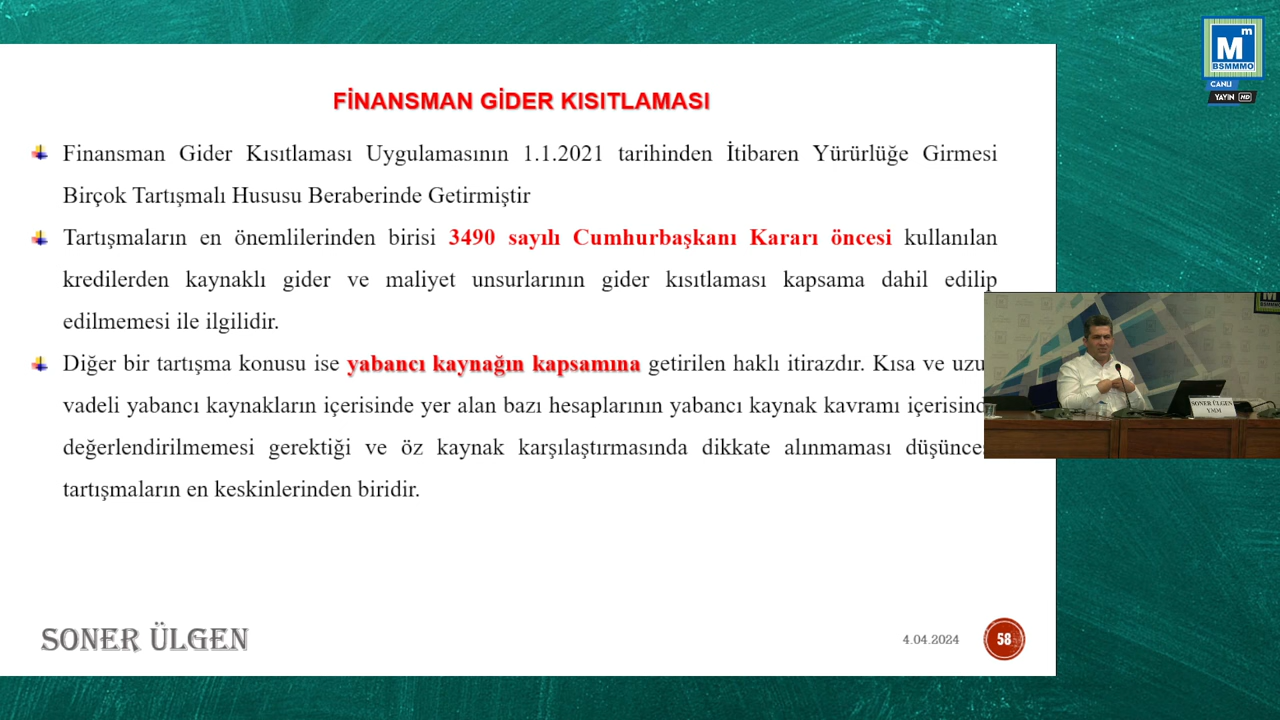 FİNANSMAN GİDER KISITLAMASI
Finansman Gider Kısıtlaması Uygulamasının 1.1.2021 tarihinden İtibaren Yürürlüğe Girmesi
Birçok Tartışmalı Hususu Beraberinde Getirmiştir
Tartışmaların en önemlilerinden birisi 3490 sayılı Cumhurbaşkanı Kararı öncesi kullanılan
kredilerden kaynaklı gider ve maliyet unsurlarının gider kısıtlaması kapsama dahil edilip
edilmemesi ile ilgilidir.
Diğer bir tartışma konusu ise yabancı kaynağın kapsamına getirilen haklı itirazdır. Kısa ve
vadeli yabancı kaynakların içerisinde yer alan bazı hesaplarının yabancı kaynak kavramı
değerlendirilmemesi gerektiği ve öz kaynak karşılaştırmasında dikkate alınmaması
tartışmaların en keskinlerinden biridir.
SONER ÜLGEN
4.04.2024
58
Mm
BSMMMO
CANLI
YAYIN HD
SONER ÜLGEN
YMM